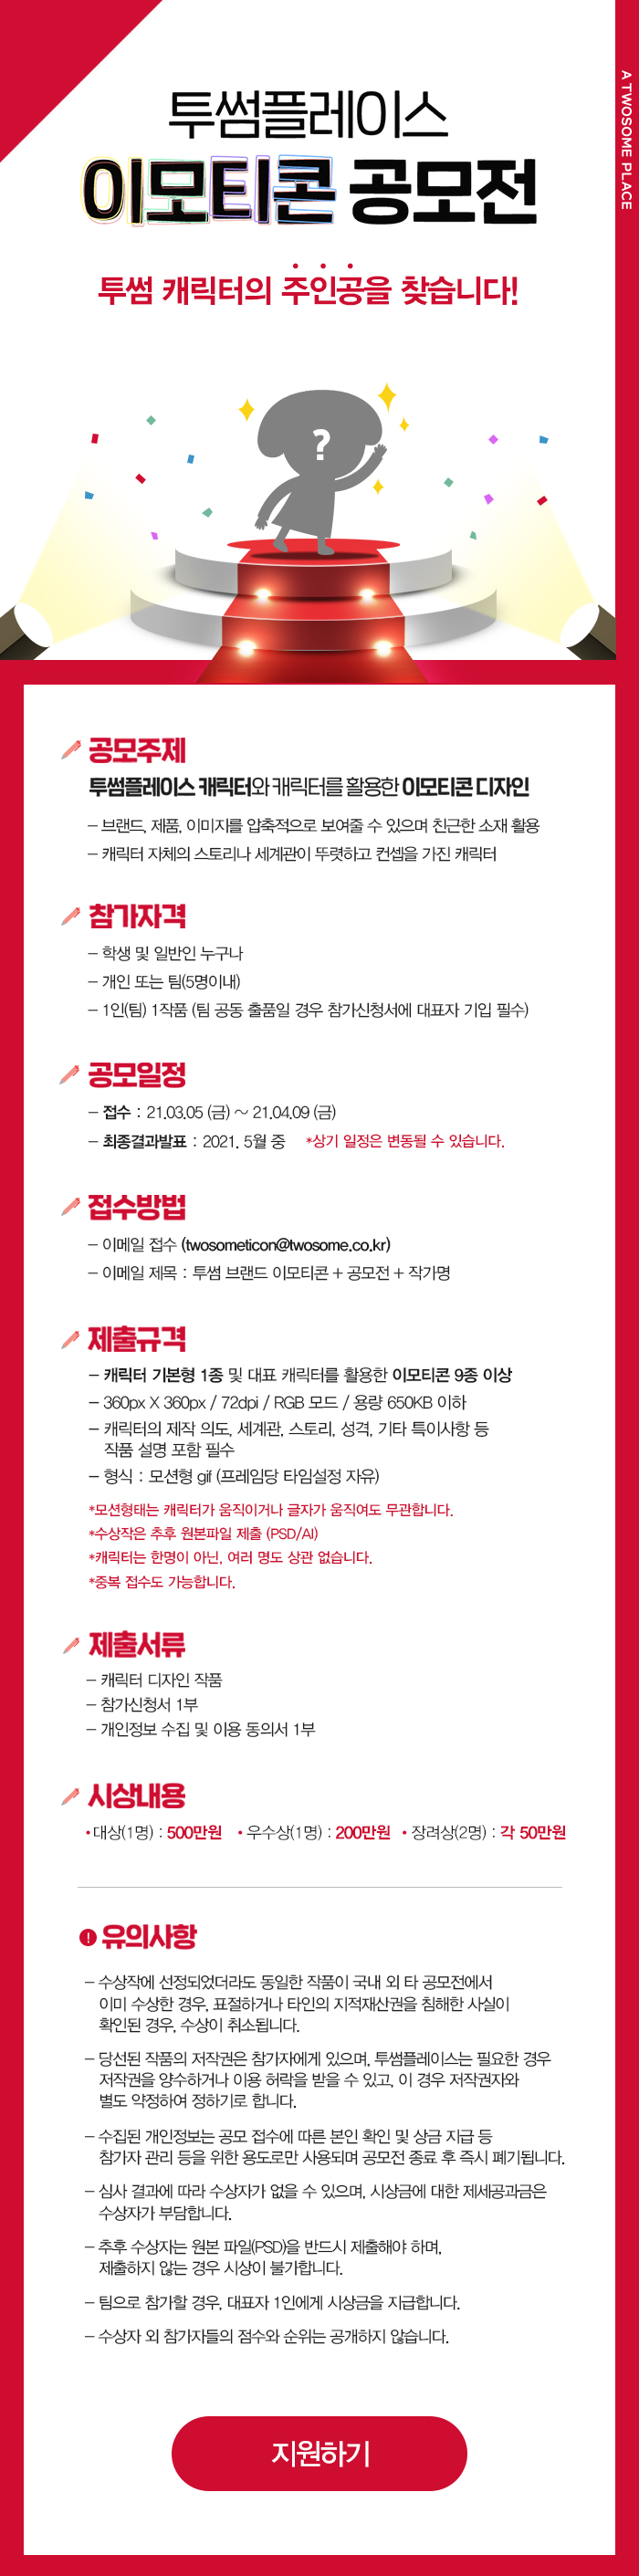 A TWOSOME PLACE
투썸플레이스
이모티콘 공모전
투썸 캐릭터의 주인공을 찾습니다!
?
공모주제
투썸플레이스 캐릭터와 캐릭터를 활용한 이모티콘 디자인
– 브랜드, 제품, 이미지를 압축적으로 보여줄 수 있으며 친근한 소재 활용
– 캐릭터 자체의 스토리나 세계관이 뚜렷하고 컨셉을 가진 캐릭터
참가자격
– 학생 및 일반인 누구나
– 개인 또는 팀(5명이내)
– 1인(팀) 1작품 (팀 공동 출품일 경우 참가신청서에 대표자 기입 필수)
공모일정
– 접수 : 21.03.05 (금) ~ 21.04.09 (금)
– 최종결과발표 : 2021. 5월 중 *상기 일정은 변동될 수 있습니다.
접수방법
– 이메일 접수 (twosometicon@twosome.co.kr)
– 이메일 제목 : 투썸 브랜드 이모티콘 + 공모전 + 작가명
제출규격
– 캐릭터 기본형 1종 및 대표 캐릭터를 활용한 이모티콘 9종 이상
– 360px X 360px / 72dpi / RGB 모드 / 용량 650KB 이하
– 캐릭터의 제작 의도, 세계관, 스토리, 성격, 기타 특이사항 등
작품 설명 포함 필수
– 형식 : 모션형 gif (프레임당 타임설정 자유)
*모션형태는 캐릭터가 움직이거나 글자가 움직여도 무관합니다.
*수상작은 추후 원본파일 제출 (PSD/AI)
*캐릭터는 한명이 아닌, 여러 명도 상관 없습니다.
*중복 접수도 가능합니다.
제출서류
– 캐릭터 디자인 작품
– 참가신청서 1부
– 개인정보 수집 및 이용 동의서 1부
시상내용
• 대상(1명) : 500만원 • 우수상(1명) : 200만원 • 장려상(2명) : 각 50만원
! 유의사항
– 수상작에 선정되었더라도 동일한 작품이 국내 외 타 공모전에서
이미 수상한 경우, 표절하거나 타인의 지적재산권을 침해한 사실이
확인된 경우, 수상이 취소됩니다.
– 당선된 작품의 저작권은 참가자에게 있으며, 투썸플레이스는 필요한 경우
저작권을 양수하거나 이용 허락을 받을 수 있고, 이 경우 저작권자와
별도 약정하여 정하기로 합니다.
– 수집된 개인정보는 공모 접수에 따른 본인 확인 및 상금 지급 등
참가자 관리 등을 위한 용도로만 사용되며 공모전 종료 후 즉시 폐기됩니다.
– 심사 결과에 따라 수상자가 없을 수 있으며, 시상금에 대한 제세공과금은
수상자가 부담합니다.
– 추후 수상자는 원본 파일(PSD)을 반드시 제출해야 하며,
제출하지 않는 경우 시상이 불가합니다.
– 팀으로 참가할 경우, 대표자 1인에게 시상금을 지급합니다.
– 수상자 외 참가자들의 점수와 순위는 공개하지 않습니다.
지원하기